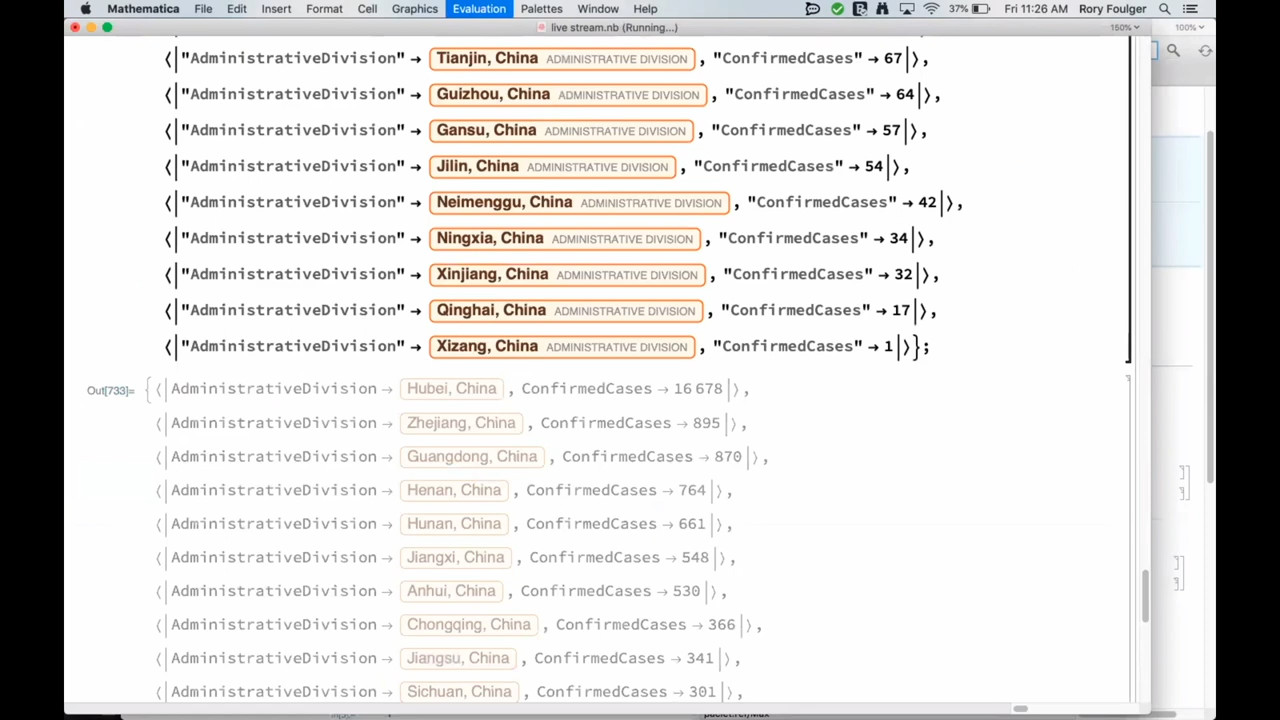 Mathematica File Edit Insert Format Cell Graphics Evaluation Palettes Window Help 37% Fri 11:26 AM Rory Foulger
live stream.nb (Running...) 150% 100%
⟨|"AdministrativeDivision" → Tianjin, China ADMINISTRATIVE DIVISION , "ConfirmedCases" → 67|⟩,
⟨|"AdministrativeDivision" → Guizhou, China ADMINISTRATIVE DIVISION , "ConfirmedCases" → 64|⟩,
⟨|"AdministrativeDivision" → Gansu, China ADMINISTRATIVE DIVISION , "ConfirmedCases" → 57|⟩,
⟨|"AdministrativeDivision" → Jilin, China ADMINISTRATIVE DIVISION , "ConfirmedCases" → 54|⟩,
⟨|"AdministrativeDivision" → Neimenggu, China ADMINISTRATIVE DIVISION , "ConfirmedCases" → 42|⟩,
⟨|"AdministrativeDivision" → Ningxia, China ADMINISTRATIVE DIVISION , "ConfirmedCases" → 34|⟩,
⟨|"AdministrativeDivision" → Xinjiang, China ADMINISTRATIVE DIVISION , "ConfirmedCases" → 32|⟩,
⟨|"AdministrativeDivision" → Qinghai, China ADMINISTRATIVE DIVISION , "ConfirmedCases" → 17|⟩,
⟨|"AdministrativeDivision" → Xizang, China ADMINISTRATIVE DIVISION , "ConfirmedCases" → 1|⟩};
Out[733]= {⟨|AdministrativeDivision → Hubei, China , ConfirmedCases → 16 678|⟩,
⟨|AdministrativeDivision → Zhejiang, China , ConfirmedCases → 895|⟩,
⟨|AdministrativeDivision → Guangdong, China , ConfirmedCases → 870|⟩,
⟨|AdministrativeDivision → Henan, China , ConfirmedCases → 764|⟩,
⟨|AdministrativeDivision → Hunan, China , ConfirmedCases → 661|⟩,
⟨|AdministrativeDivision → Jiangxi, China , ConfirmedCases → 548|⟩,
⟨|AdministrativeDivision → Anhui, China , ConfirmedCases → 530|⟩,
⟨|AdministrativeDivision → Chongqing, China , ConfirmedCases → 366|⟩,
⟨|AdministrativeDivision → Jiangsu, China , ConfirmedCases → 341|⟩,
⟨|AdministrativeDivision → Sichuan, China , ConfirmedCases → 301|⟩,